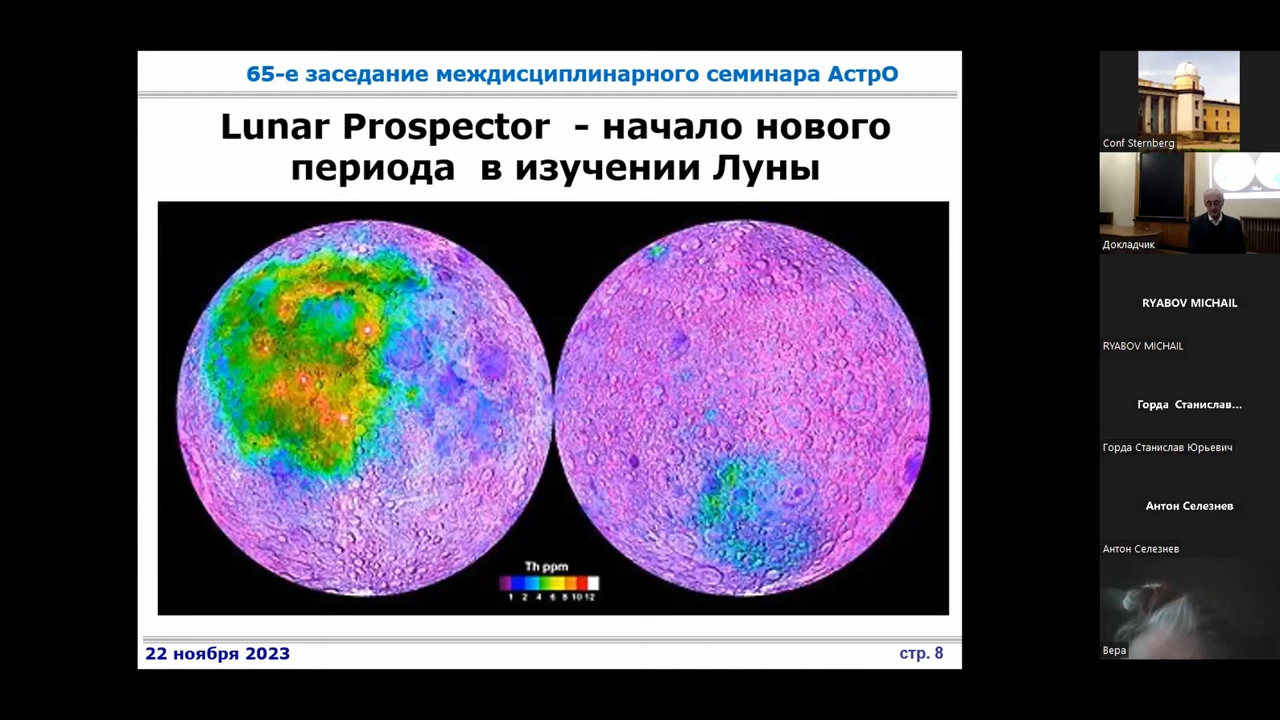 65-е заседание междисциплинарного семинара АстрО
Lunar Prospector - начало нового
периода в изучении Луны
Th ppm
1 2 4 6 8 10 12
22 ноября 2023
стр. 8
Conf Sternberg
Докладчик
RYABOV MICHAIL
RYABOV MICHAIL
Горда Станислав...
Горда Станислав Юрьевич
Антон Селезнев
Антон Селезнев
Вера